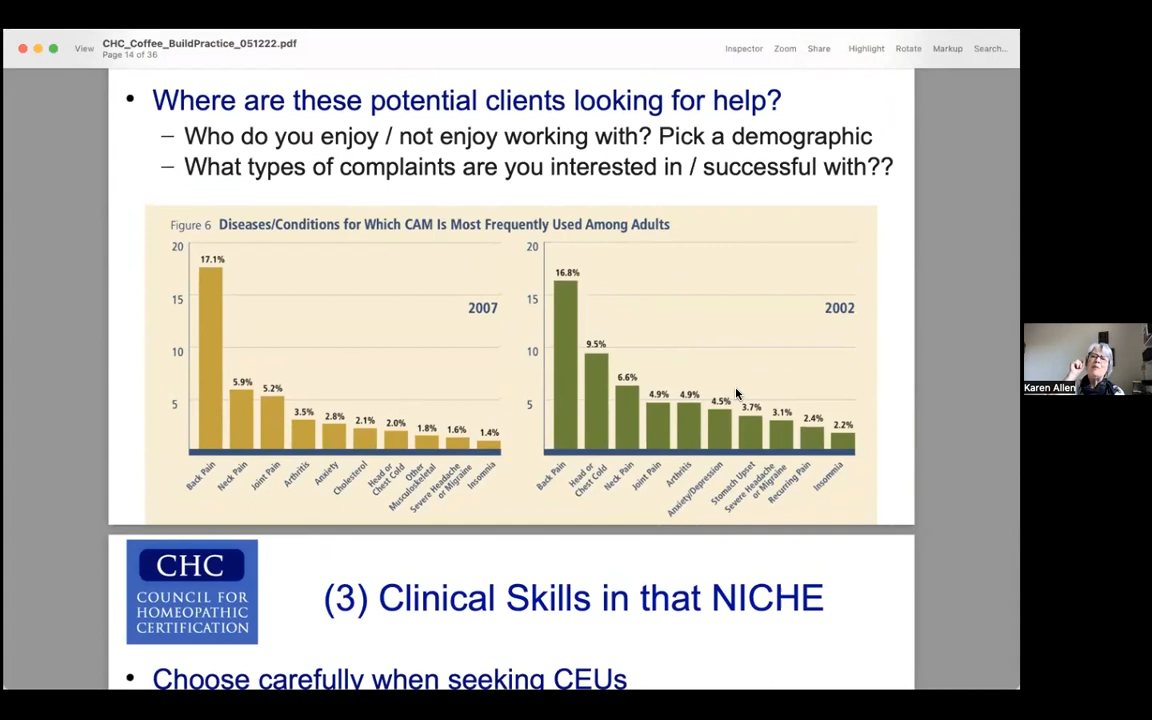 View
CHC_Coffee_BuildPractice_051222.pdf
Page 14 of 36
Inspector Zoom Share Highlight Rotate Markup Search...
• Where are these potential clients looking for help?
– Who do you enjoy / not enjoy working with? Pick a demographic
– What types of complaints are you interested in / successful with??
Figure 6 Diseases/Conditions for Which CAM Is Most Frequently Used Among Adults
20
15
10
5
2007
17.1%
5.9%
5.2%
3.5%
2.8%
2.1%
2.0%
1.8%
1.6%
1.4%
Back Pain
Neck Pain
Joint Pain
Arthritis
Anxiety
Cholesterol
Head or
Chest Cold
Other
Musculoskeletal
Severe Headache
or Migraine
Insomnia
20
15
10
5
2002
16.8%
9.5%
6.6%
4.9%
4.9%
4.5%
3.7%
3.1%
2.4%
2.2%
Back Pain
Head or
Chest Cold
Neck Pain
Joint Pain
Arthritis
Anxiety/Depression
Stomach Upset
Severe Headache
or Migraine
Recurring Pain
Insomnia
Karen Allen
CHC
COUNCIL FOR
HOMEOPATHIC
CERTIFICATION
(3) Clinical Skills in that NICHE
• Choose carefully when seeking CEUs